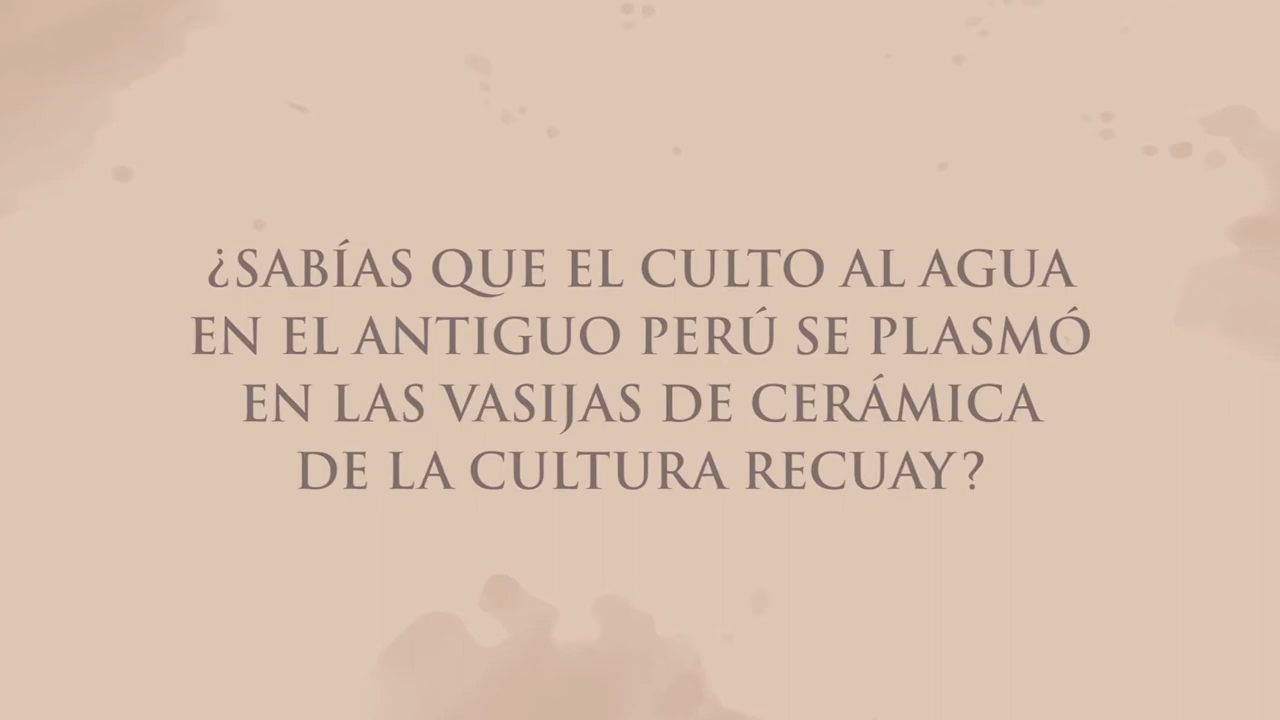 ¿SABÍAS QUE EL CULTO AL AGUA
EN EL ANTIGUO PERÚ SE PLASMÓ
EN LAS VASIJAS DE CERÁMICA
DE LA CULTURA RECUAY?